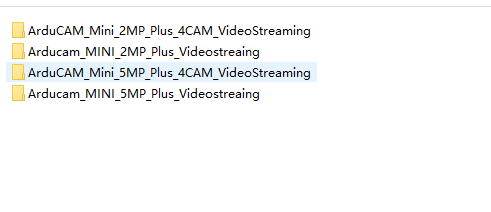 ArduCAM_Mini_2MP_Plus_4CAM_VideoStreaming
Arducam_MINI_2MP_Plus_Videostreaing
ArduCAM_Mini_5MP_Plus_4CAM_VideoStreaming
Arducam_MINI_5MP_Plus_Videostreaing